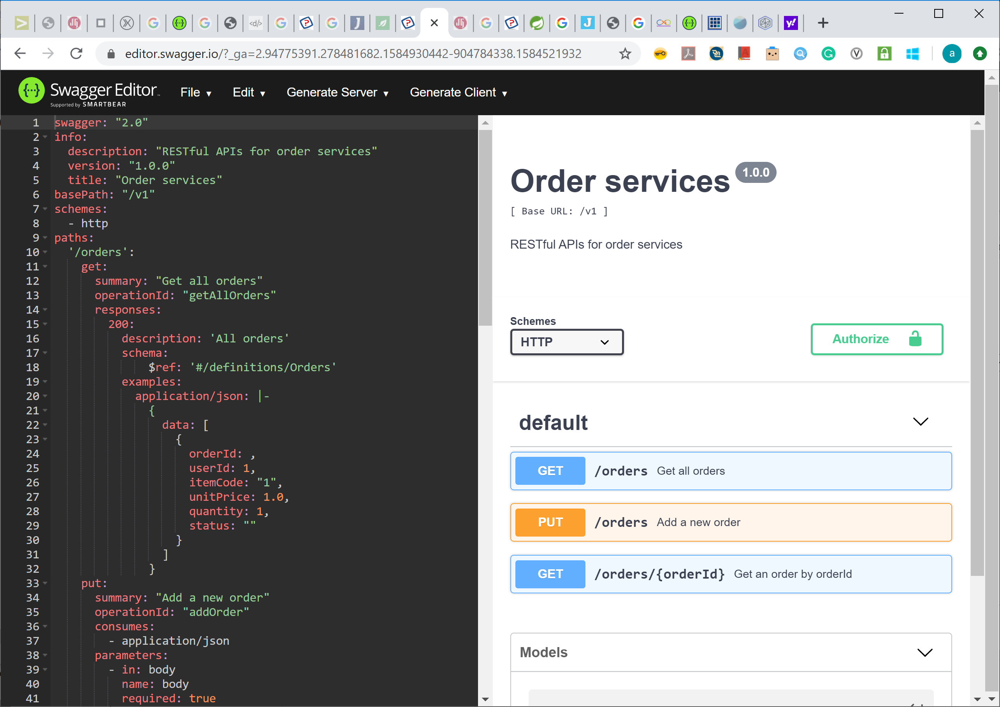 editor.swagger.io/?_ga=2.94775391.278481682.1584930442-904784338.1584521932
a
Swagger Editor
Supported by SMARTBEAR
File ▾ Edit ▾ Generate Server ▾ Generate Client ▾
1 swagger: "2.0"
2 info:
3 description: "RESTful APIs for order services"
4 version: "1.0.0"
5 title: "Order services"
6 basePath: "/v1"
7 schemes:
8 - http
9 paths:
10 '/orders':
11 get:
12 summary: "Get all orders"
13 operationId: "getAllOrders"
14 responses:
15 200:
16 description: 'All orders'
17 schema:
18 $ref: '#/definitions/Orders'
19 examples:
20 application/json: |-
21 {
22 data: [
23 {
24 orderId: ,
25 userId: 1,
26 itemCode: "1",
27 unitPrice: 1.0,
28 quantity: 1,
29 status: ""
30 }
31 ]
32 }
33 put:
34 summary: "Add a new order"
35 operationId: "addOrder"
36 consumes:
37 - application/json
38 parameters:
39 - in: body
40 name: body
41 required: true
Order services 1.0.0
[ Base URL: /v1 ]
RESTful APIs for order services
Schemes
HTTP
Authorize
default
GET /orders Get all orders
PUT /orders Add a new order
GET /orders/{orderId} Get an order by orderId
Models